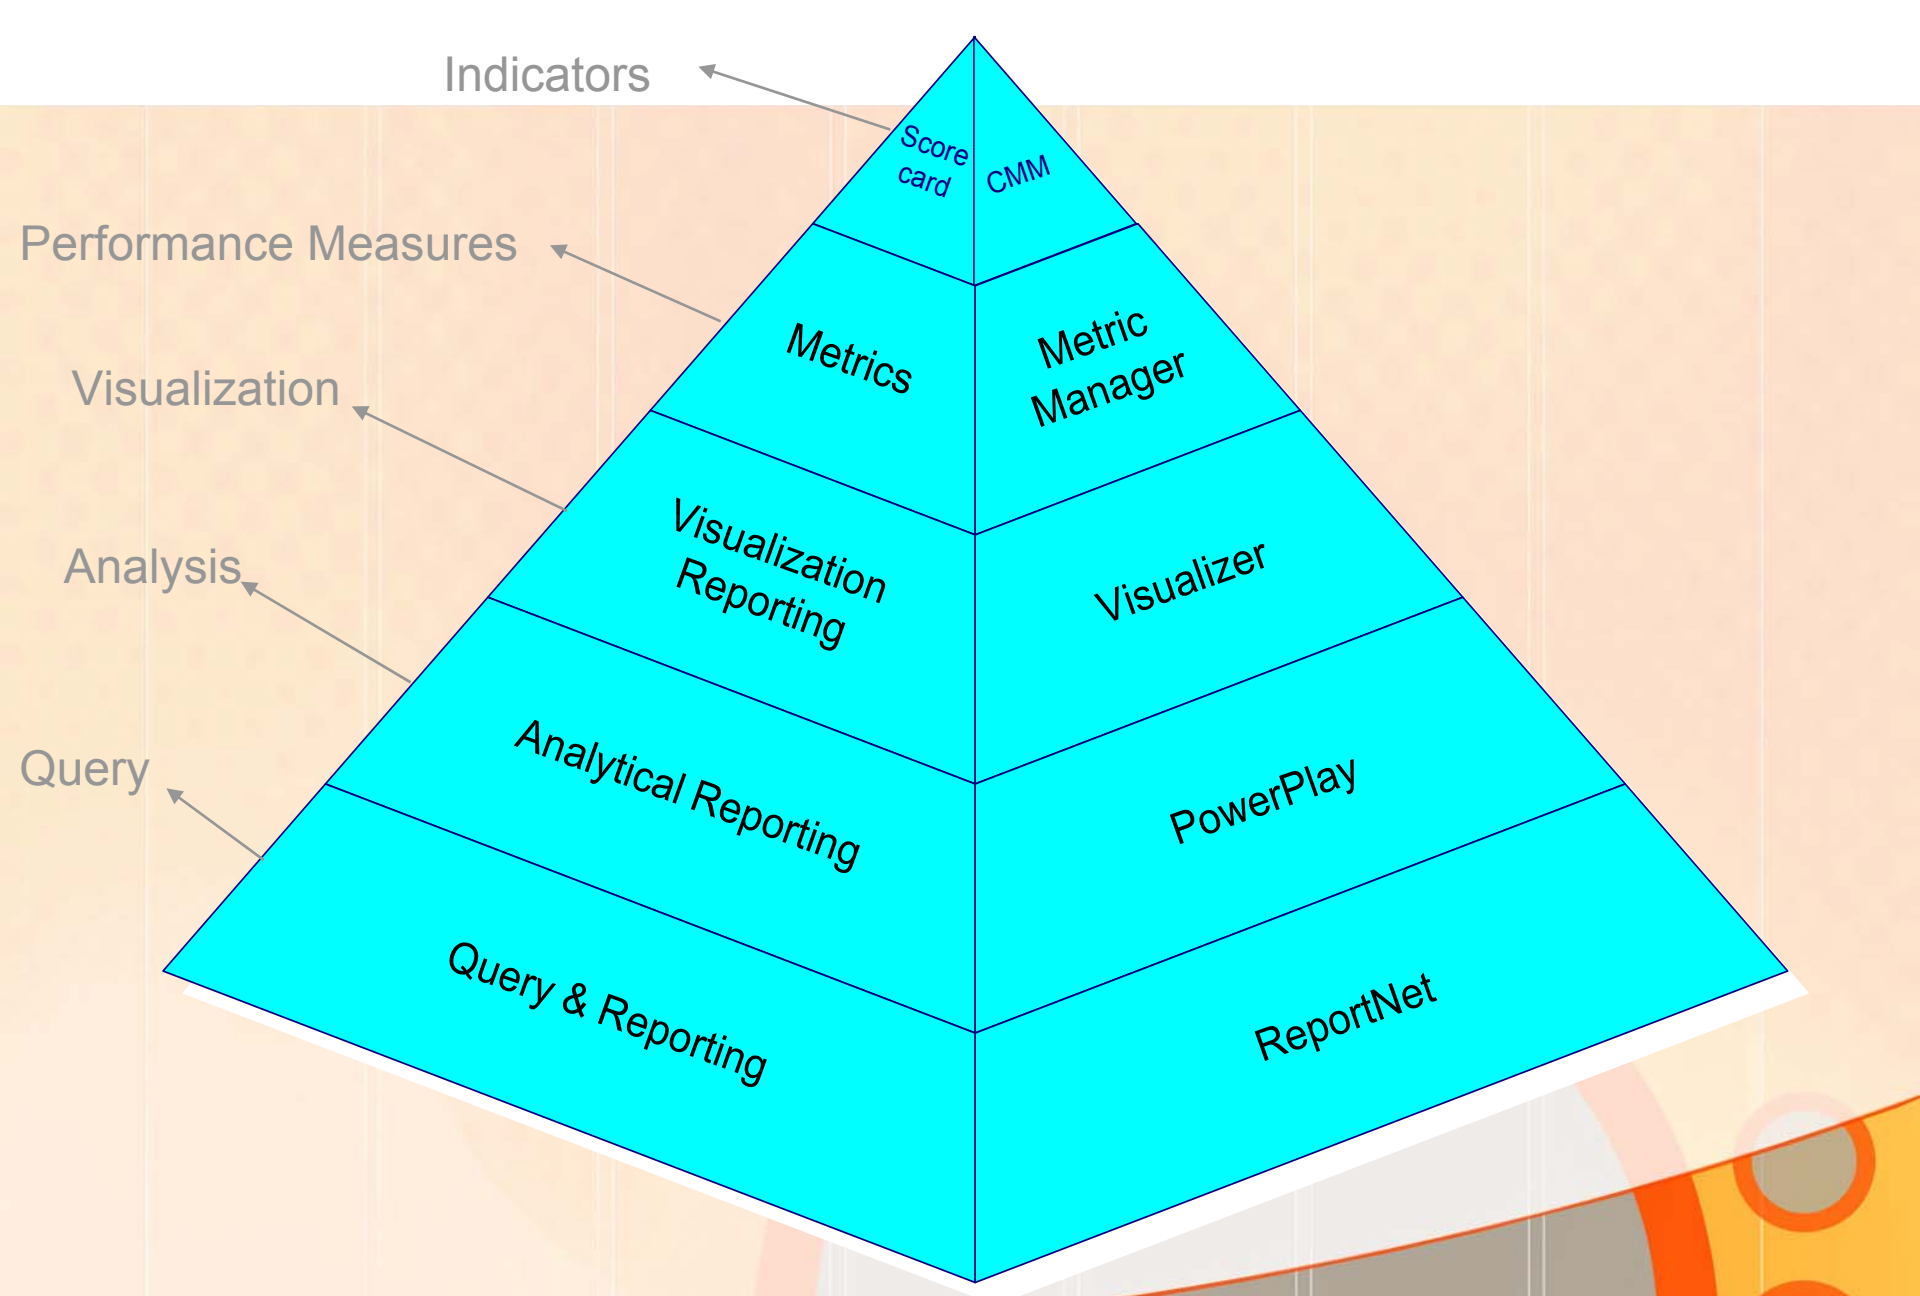 Indicators
Score
card
CMM
Performance Measures
Metrics
Metric
Manager
Visualization
Visualization
Reporting
Visualizer
Analysis
Analytical Reporting
PowerPlay
Query
Query & Reporting
ReportNet